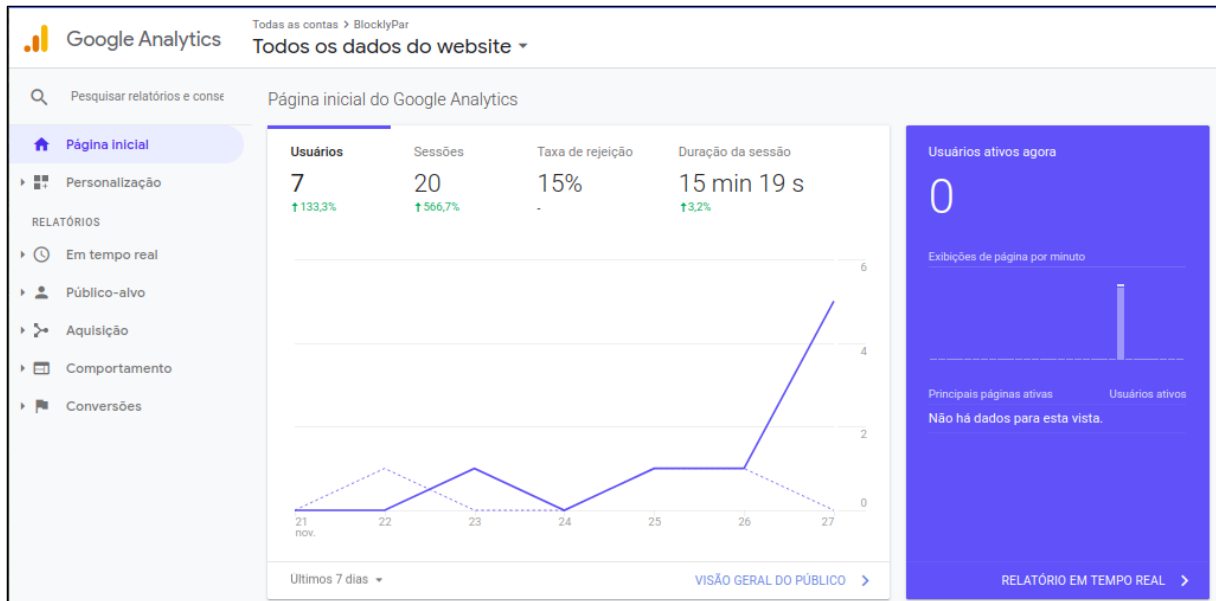 Google Analytics
Todas as contas > BlocklyPar
Todos os dados do website
Pesquisar relatórios e conse
Página inicial
Personalização
RELATÓRIOS
Em tempo real
Público-alvo
Aquisição
Comportamento
Conversões
Página inicial do Google Analytics
Usuários Sessões Taxa de rejeição Duração da sessão
7 20 15% 15 min 19 s
↑133,3% ↑566,7% - ↑3,2%
6
4
2
0
21 22 23 24 25 26 27
nov.
Últimos 7 dias VISÃO GERAL DO PÚBLICO >
Usuários ativos agora
0
Exibições de página por minuto
Principais páginas ativas Usuários ativos
Não há dados para esta vista.
RELATÓRIO EM TEMPO REAL >